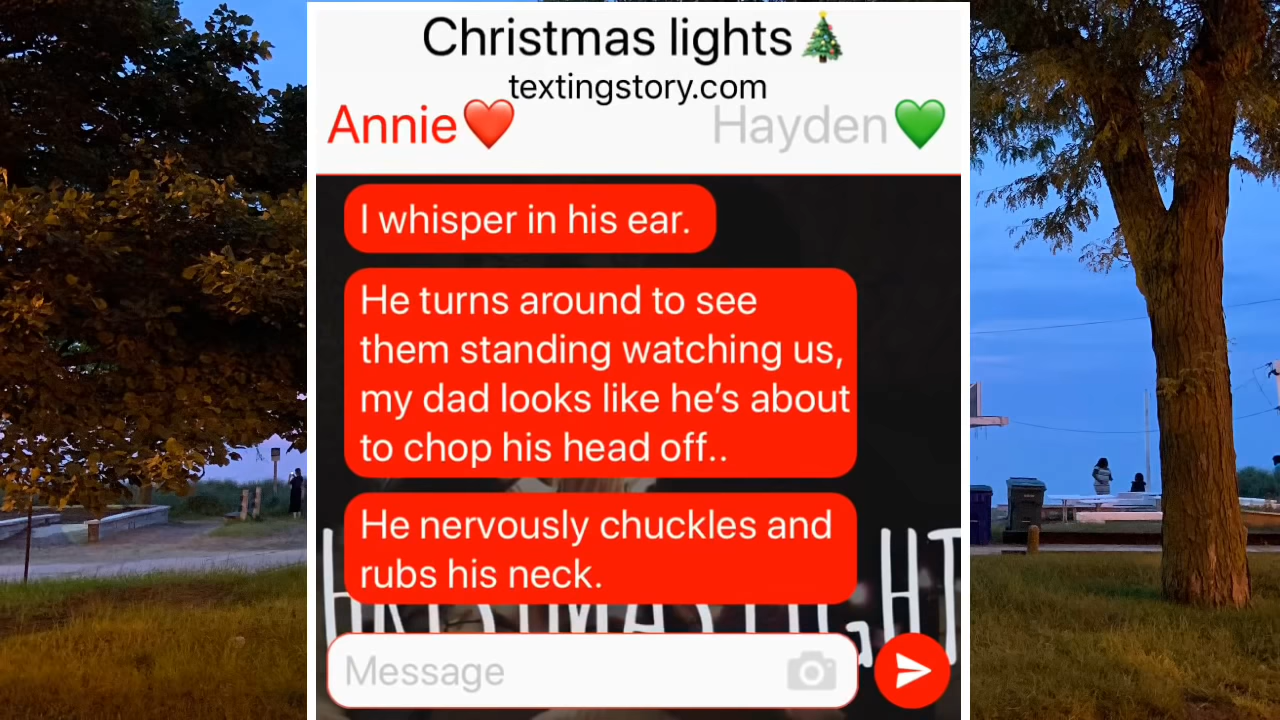 Christmas lights🎄
textingstory.com
Annie❤️ Hayden💚
I whisper in his ear.
He turns around to see
them standing watching us,
my dad looks like he’s about
to chop his head off..
He nervously chuckles and
rubs his neck.
CHRISTMAS LIGHT
Message